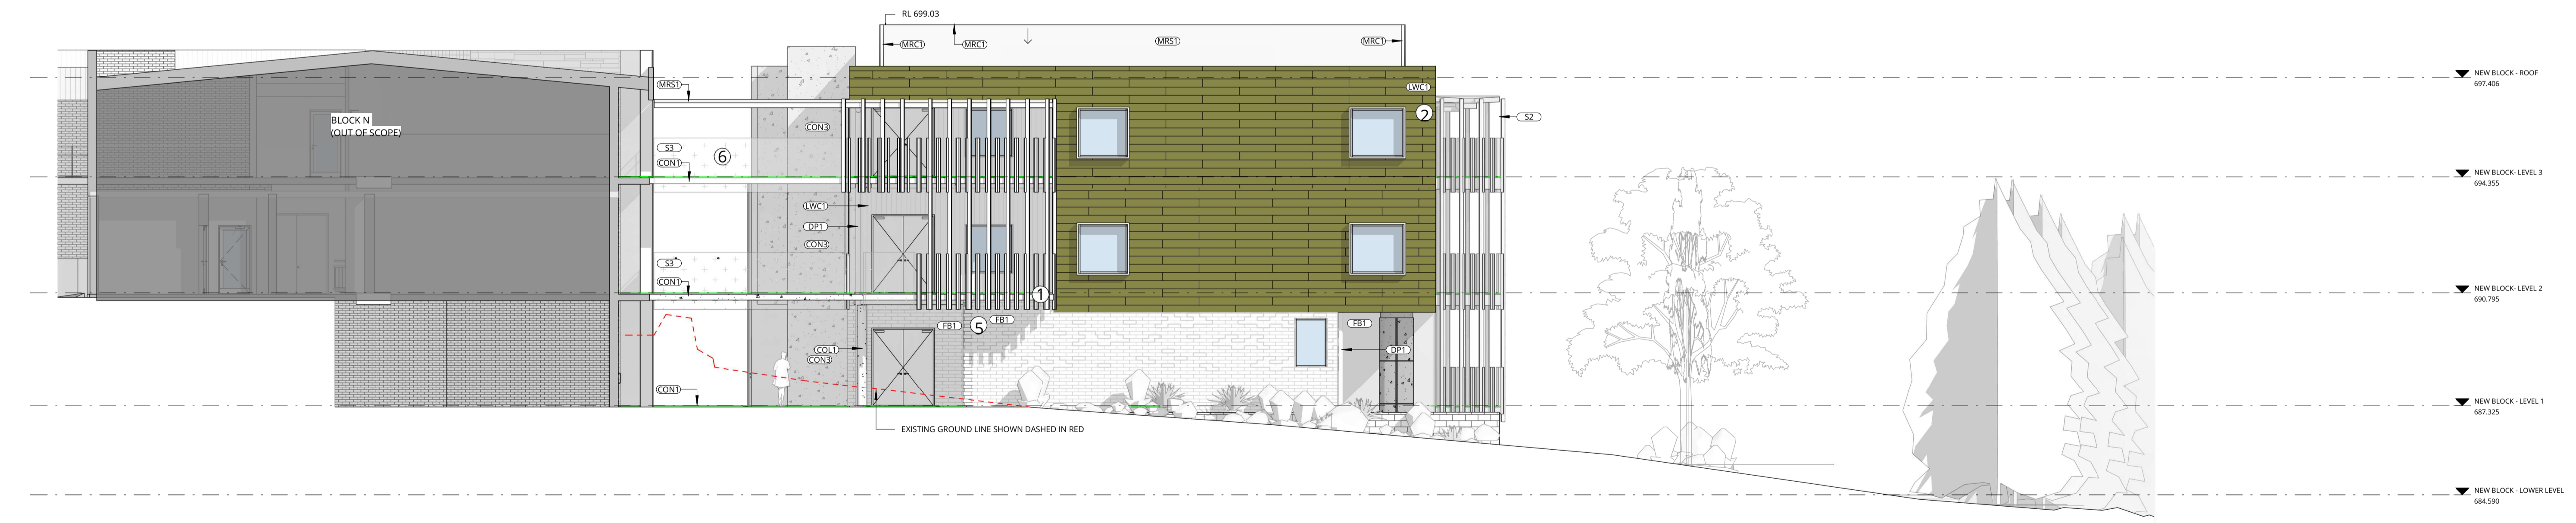 RL 699.03
MRC1
MRC1
MRS1
MRC1
NEW BLOCK - ROOF
697.406
MRS1
LWC1
BLOCK N
(OUT OF SCOPE)
CON3
2
S2
S3
6
CON1
NEW BLOCK- LEVEL 3
694.355
LWC1
DP1
CON3
S3
CON1
NEW BLOCK- LEVEL 2
690.795
1
FB1
5
FB1
FB1
COL1
CON3
DP1
CON1
NEW BLOCK - LEVEL 1
687.325
EXISTING GROUND LINE SHOWN DASHED IN RED
NEW BLOCK - LOWER LEVEL
684.590